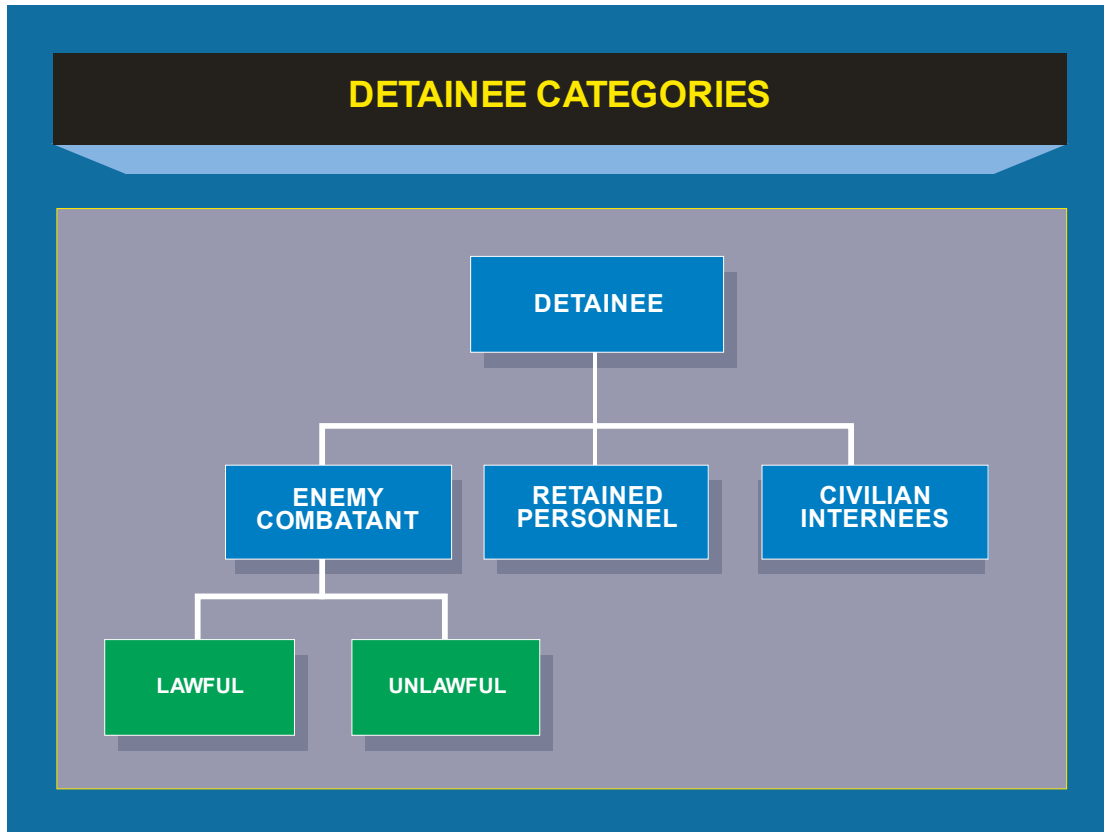 DETAINEE CATEGORIES
DETAINEE
ENEMY
COMBATANT
RETAINED
PERSONNEL
CIVILIAN
INTERNEES
LAWFUL
UNLAWFUL